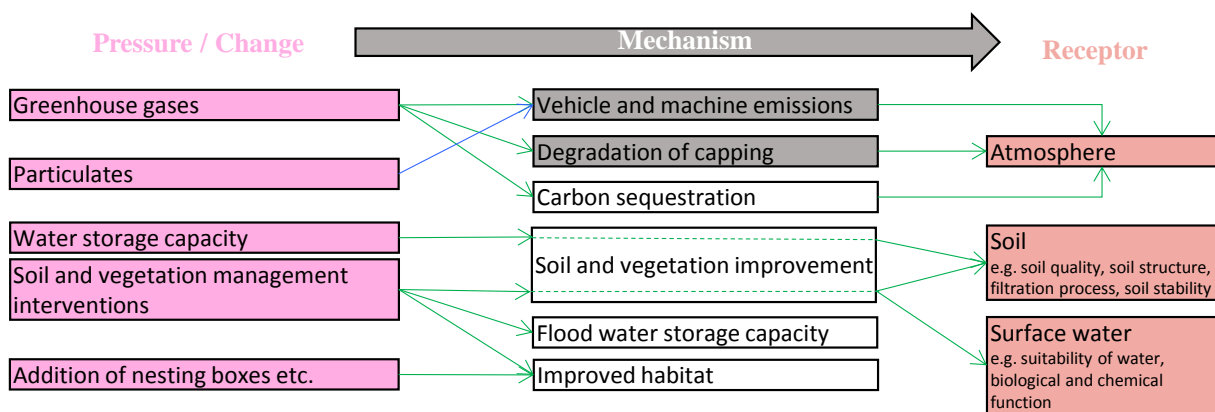 Pressure / Change
Mechanism
Receptor
Greenhouse gases
Particulates
Water storage capacity
Soil and vegetation management
interventions
Addition of nesting boxes etc.
Vehicle and machine emissions
Degradation of capping
Carbon sequestration
Soil and vegetation improvement
Flood water storage capacity
Improved habitat
Atmosphere
Soil
e.g. soil quality, soil structure,
filtration process, soil stability
Surface water
e.g. suitability of water,
biological and chemical
function